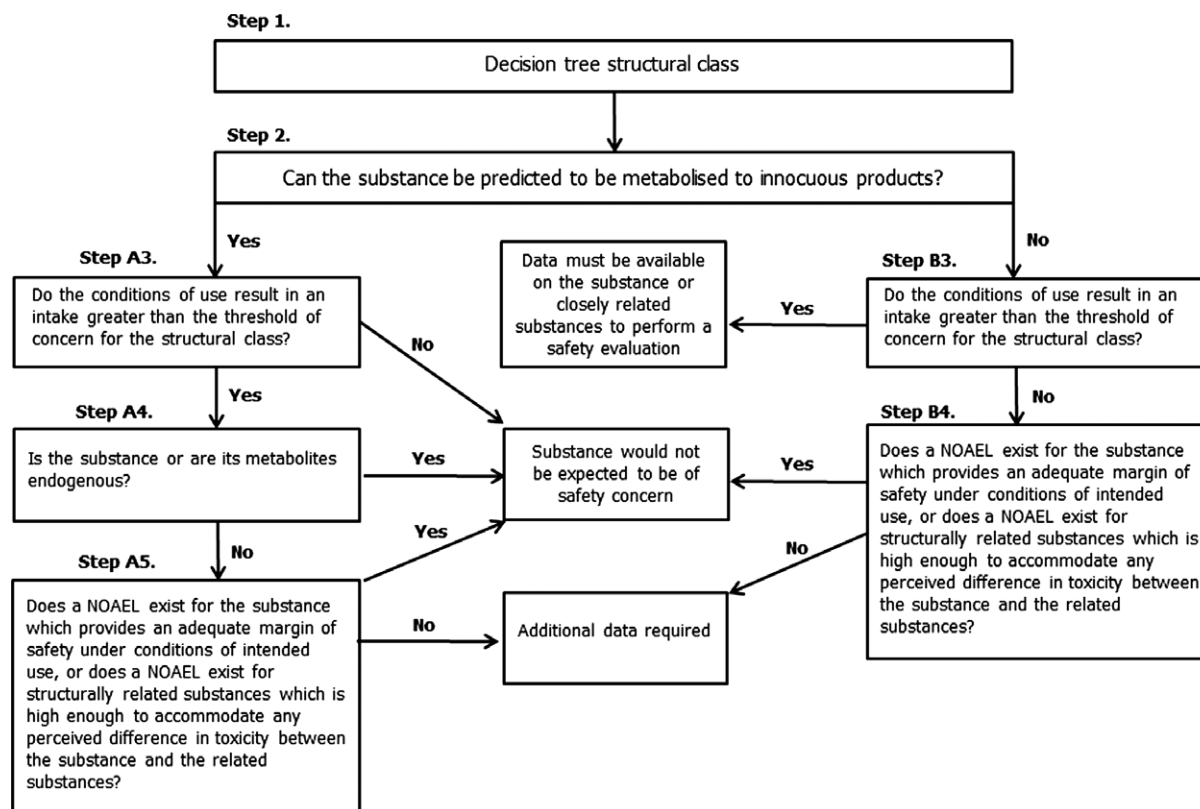 Step 1.
Decision tree structural class
Step 2.
Can the substance be predicted to be metabolised to innocuous products?
Yes
No
Step A3.
Do the conditions of use result in an
intake greater than the threshold of
concern for the structural class?
Data must be available
on the substance or
closely related
substances to perform a
safety evaluation
Step B3.
Do the conditions of use result in an
intake greater than the threshold of
concern for the structural class?
Yes
No
Yes
No
Step A4.
Is the substance or are its metabolites
endogenous?
Yes
Substance would not
be expected to be of
safety concern
Yes
Step B4.
Does a NOAEL exist for the substance
which provides an adequate margin of
safety under conditions of intended
use, or does a NOAEL exist for
structurally related substances which is
high enough to accommodate any
perceived difference in toxicity between
the substance and the related
substances?
No
Yes
No
Step A5.
Does a NOAEL exist for the substance
which provides an adequate margin of
safety under conditions of intended
use, or does a NOAEL exist for
structurally related substances which is
high enough to accommodate any
perceived difference in toxicity between
the substance and the related
substances?
No
Additional data required